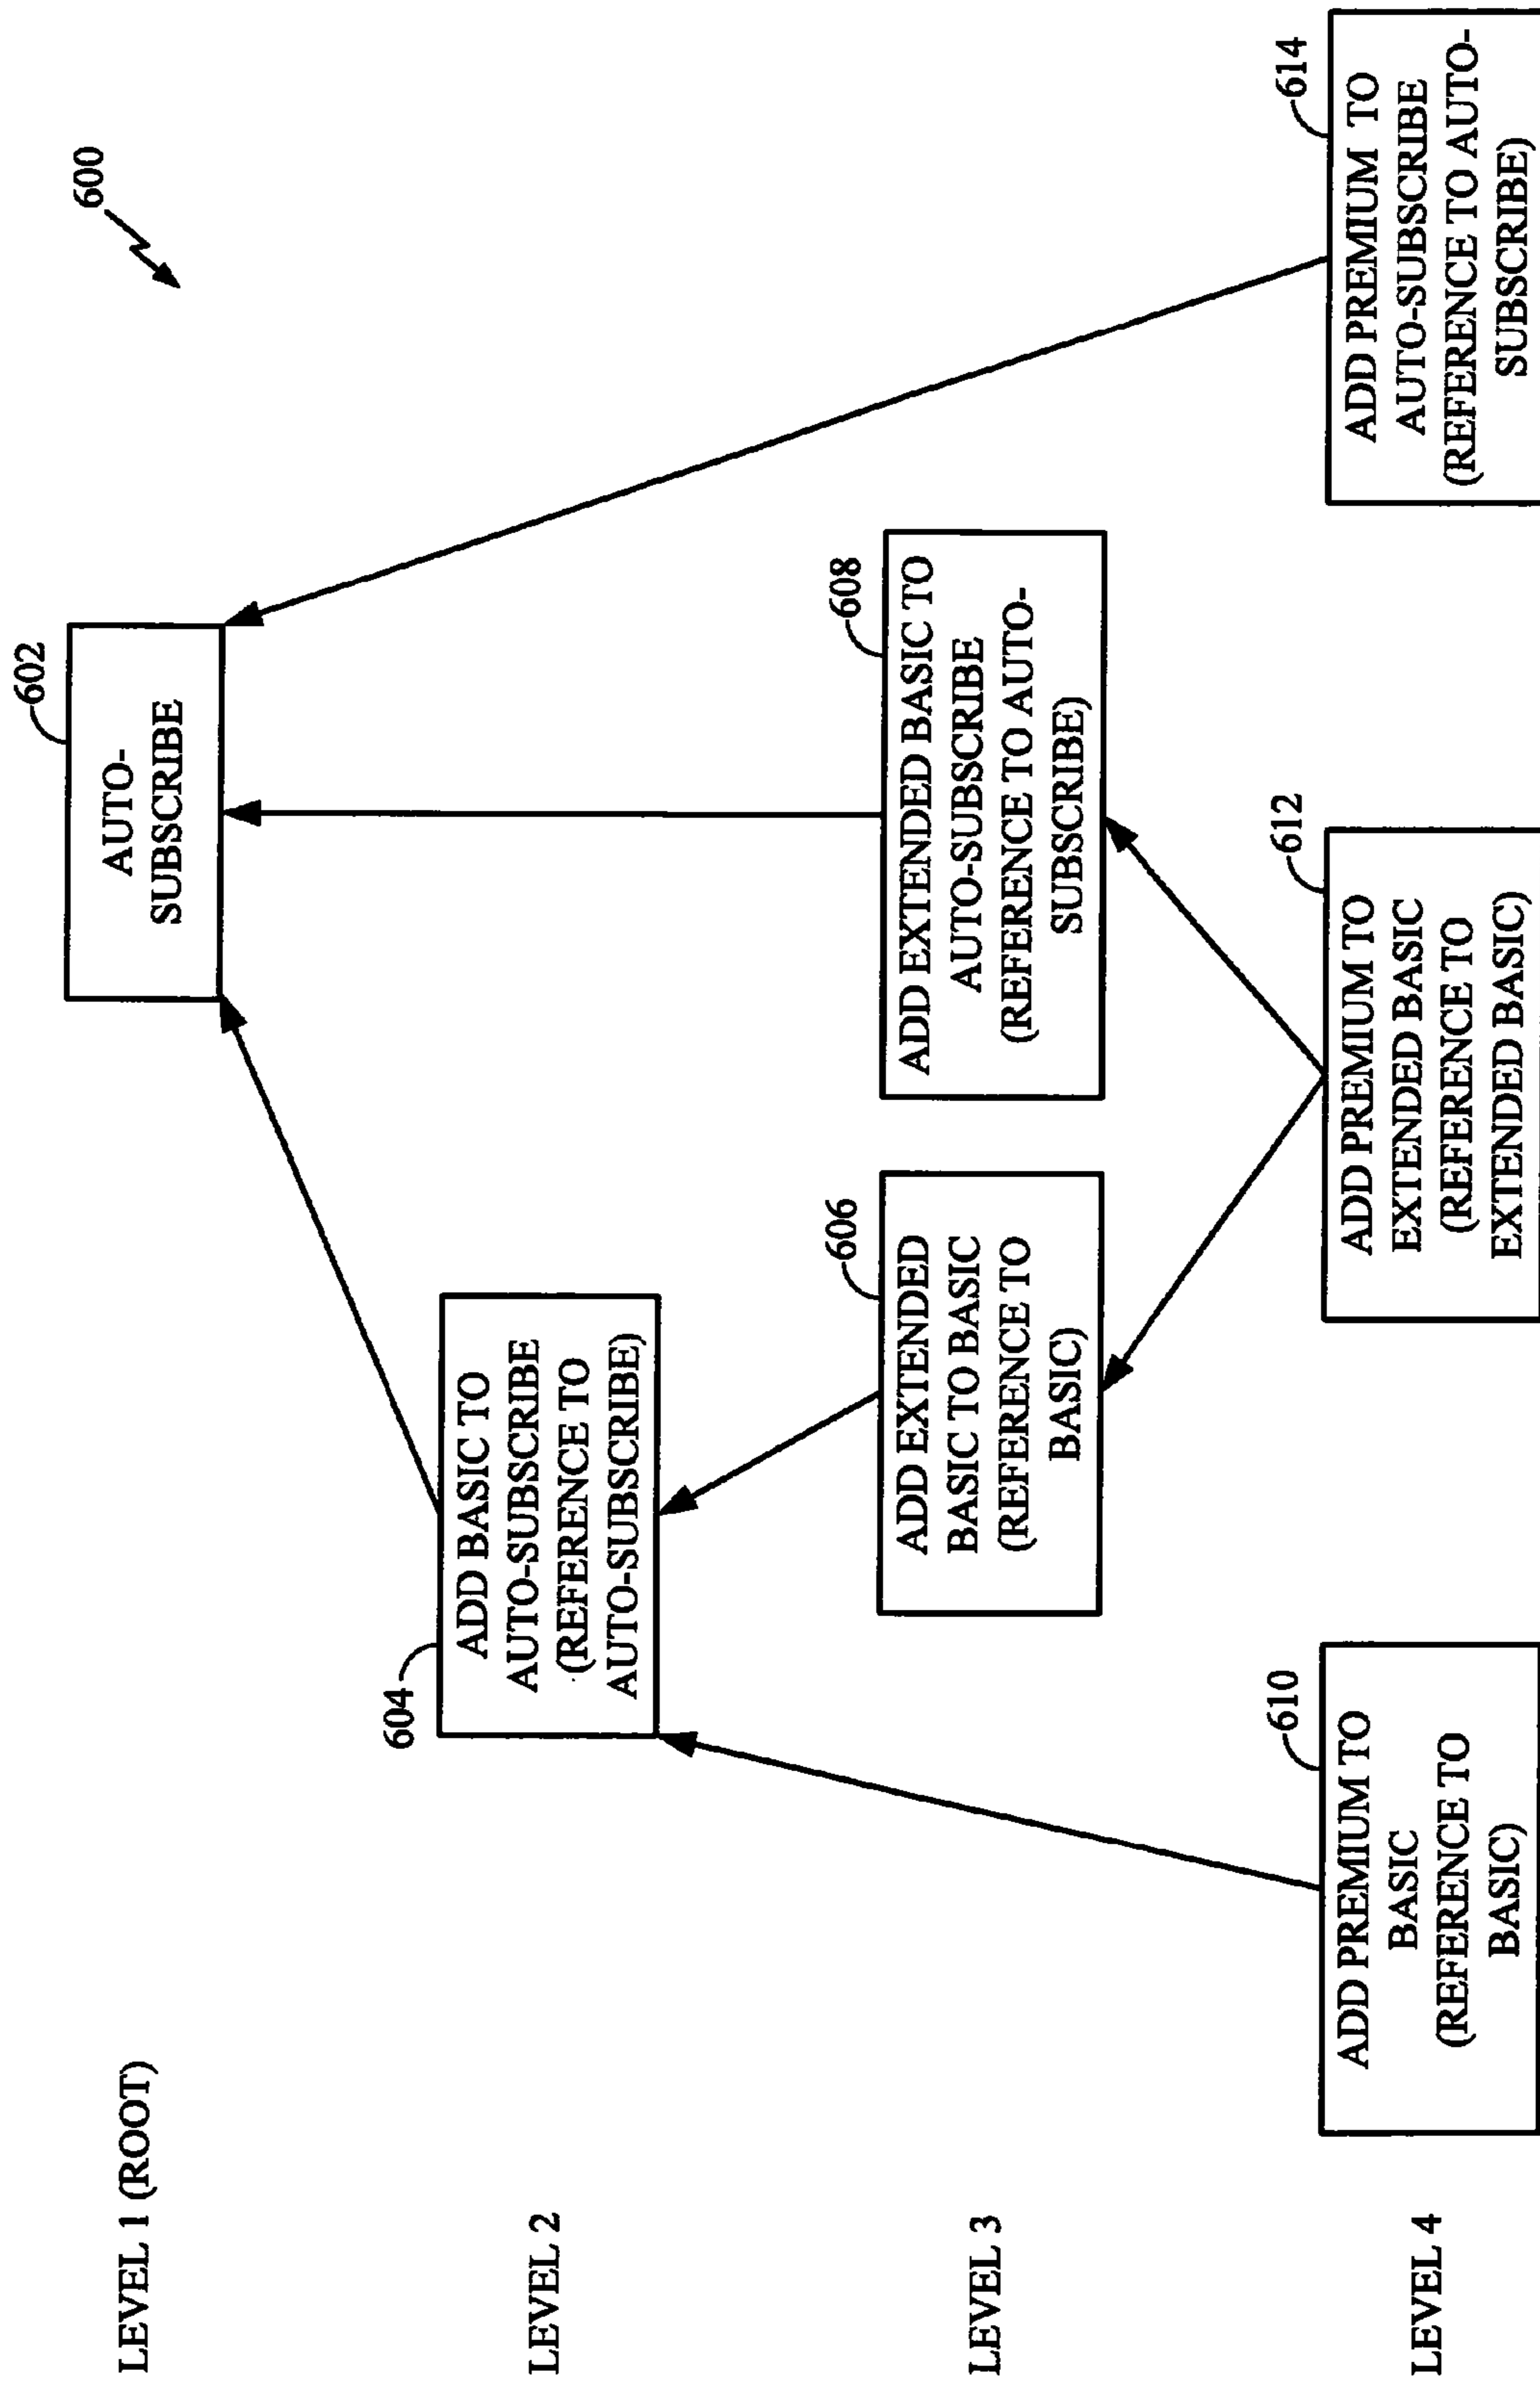 600
LEVEL 1 (ROOT)
602
AUTO-
SUBSCRIBE
LEVEL 2
604
ADD BASIC TO
AUTO-SUBSCRIBE
(REFERENCE TO
AUTO-SUBSCRIBE)
LEVEL 3
606
ADD EXTENDED
BASIC TO BASIC
(REFERENCE TO
BASIC)
608
ADD EXTENDED BASIC TO
AUTO-SUBSCRIBE
(REFERENCE TO AUTO-
SUBSCRIBE)
LEVEL 4
610
ADD PREMIUM TO
BASIC
(REFERENCE TO
BASIC)
612
ADD PREMIUM TO
EXTENDED BASIC
(REFERENCE TO
EXTENDED BASIC)
614
ADD PREMIUM TO
AUTO-SUBSCRIBE
(REFERENCE TO AUTO-
SUBSCRIBE)